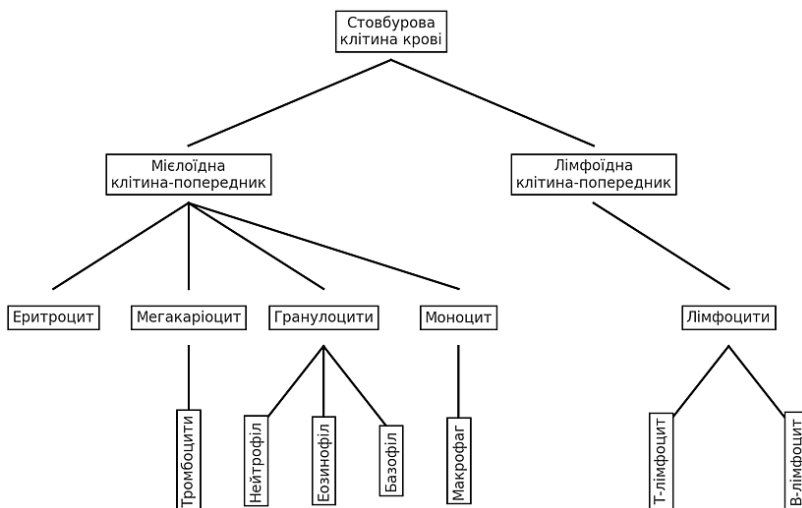 Стовбурова
клітина крові
Мієлоїдна
клітина-попередник
Лімфоїдна
клітина-попередник
Еритроцит
Мегакаріоцит
Гранулоцити
Моноцит
Лімфоцити
Тромбоцити
Нейтрофіл
Еозинофіл
Базофіл
Макрофаг
Т-лімфоцит
В-лімфоцит